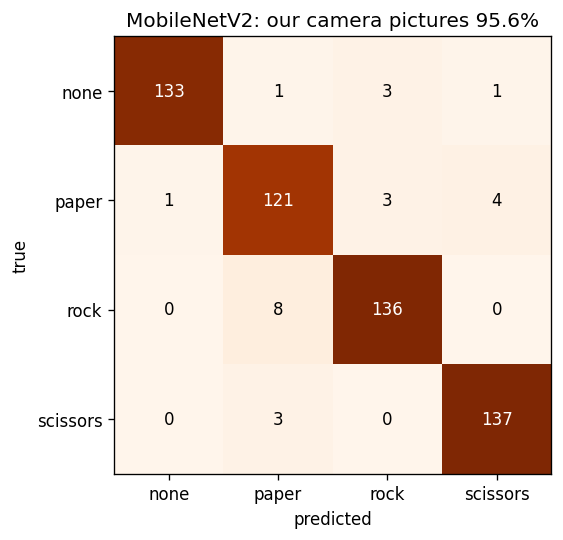 MobileNetV2: our camera pictures 95.6%
none 133 1 3 1
paper 1 121 3 4
true
rock 0 8 136 0
scissors 0 3 0 137
none paper rock scissors
predicted